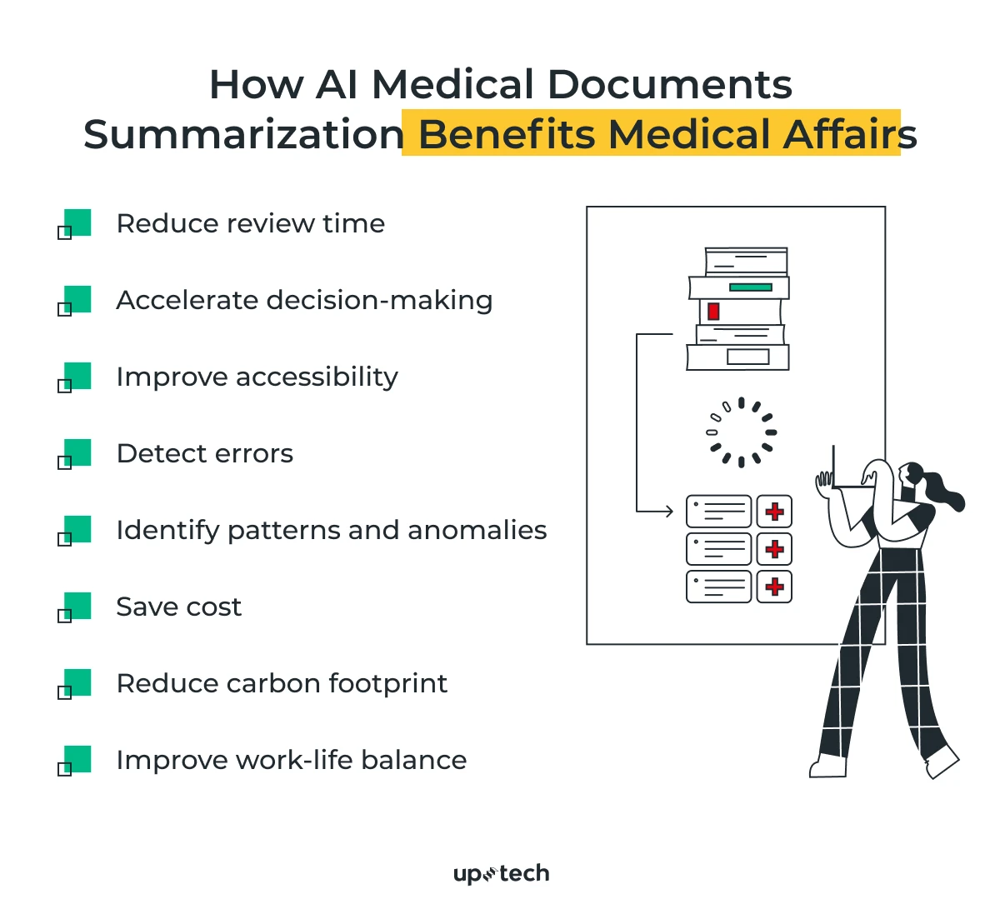 How AI Medical Documents
Summarization Benefits Medical Affairs
Reduce review time
Accelerate decision-making
Improve accessibility
Detect errors
Identify patterns and anomalies
Save cost
Reduce carbon footprint
Improve work-life balance
uptech